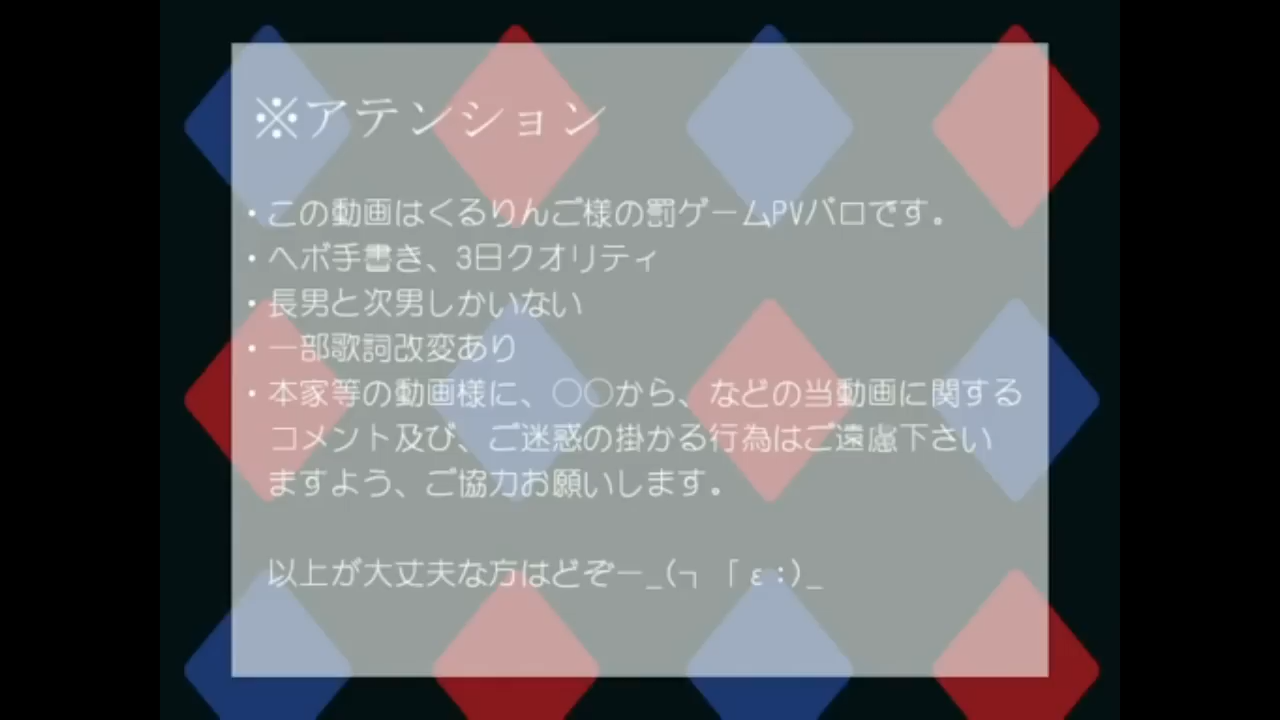 ※アテンション
・この動画はくるりんご様の罰ゲームPVパロです。
・ヘボ手書き、3日クオリティ
・長男と次男しかいない
・一部歌詞改変あり
・本家等の動画様に、○○から、などの当動画に関する
コメント及び、ご迷惑の掛かる行為はご遠慮下さい
ますよう、ご協力お願いします。
以上が大丈夫な方はどぞー_(┐「ε:)_